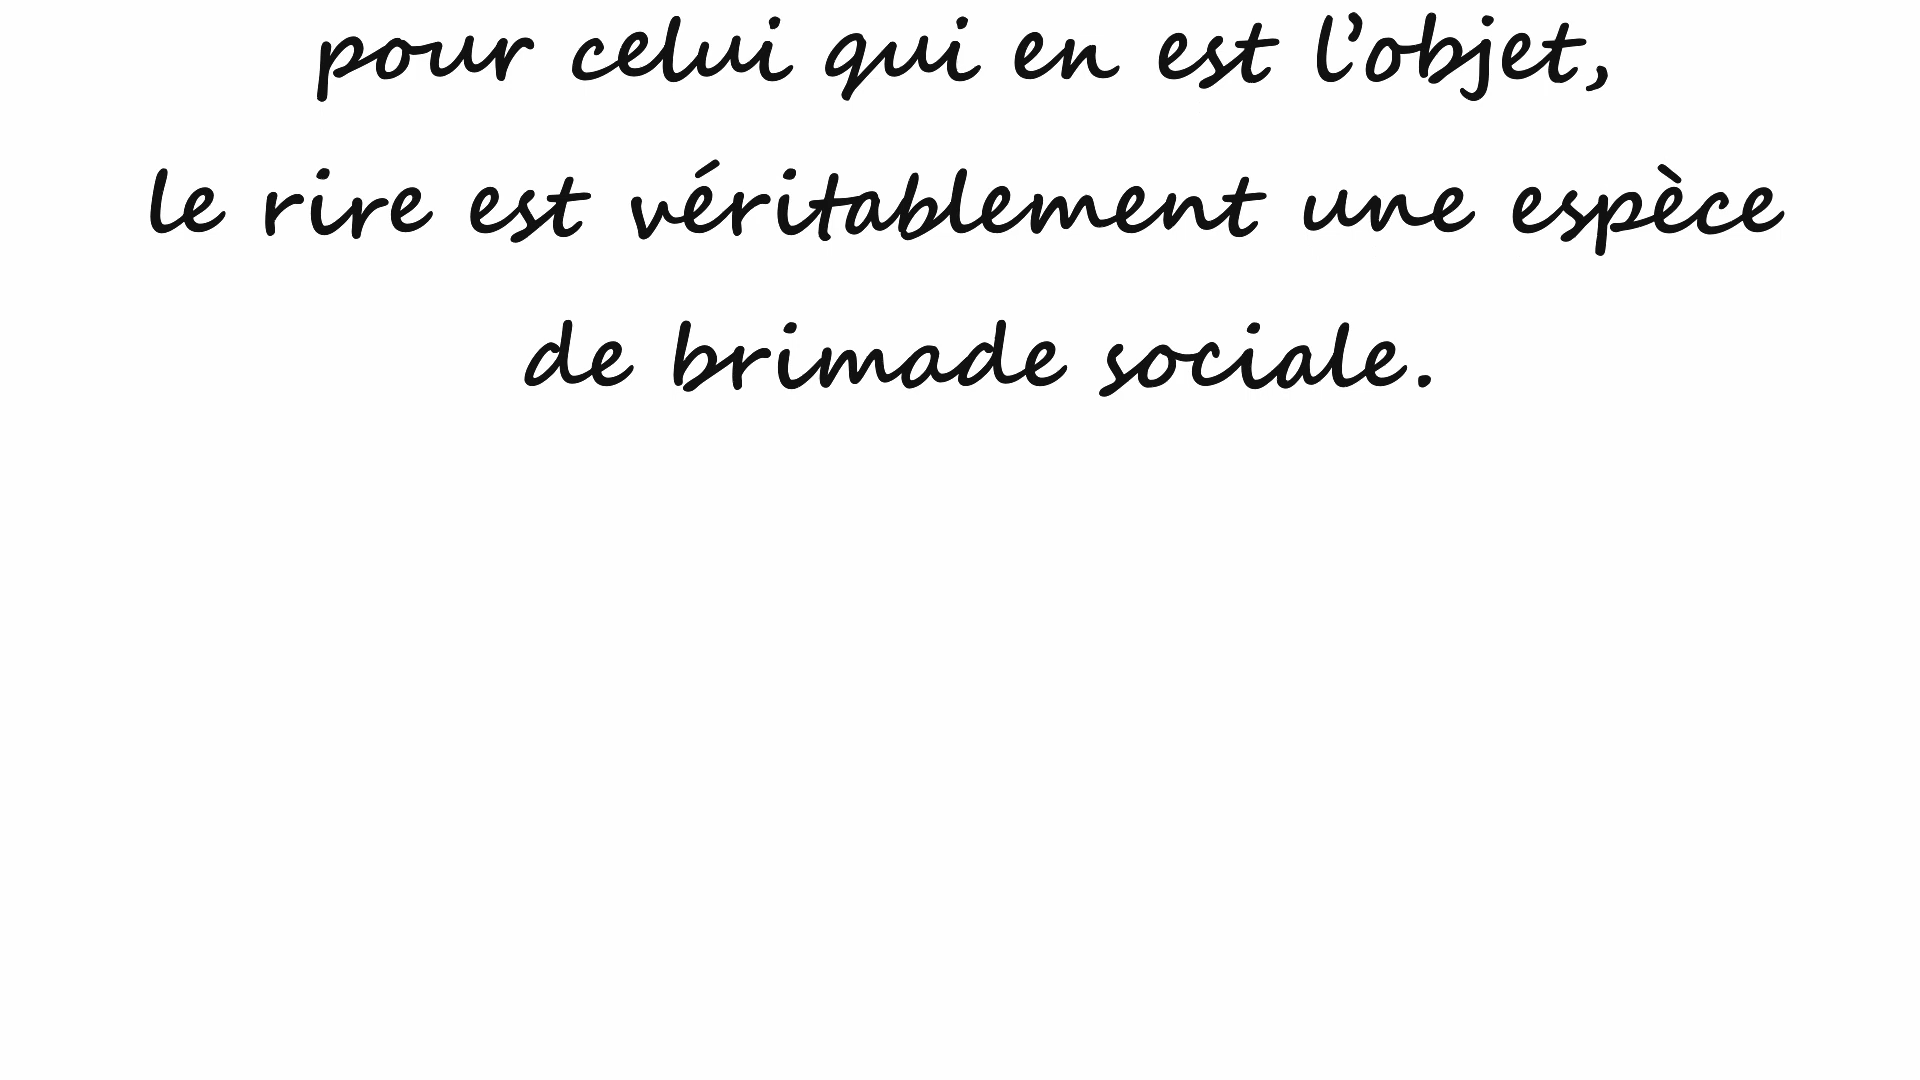 pour celui qui en est l’objet,
le rire est véritablement une espèce
de brimade sociale.